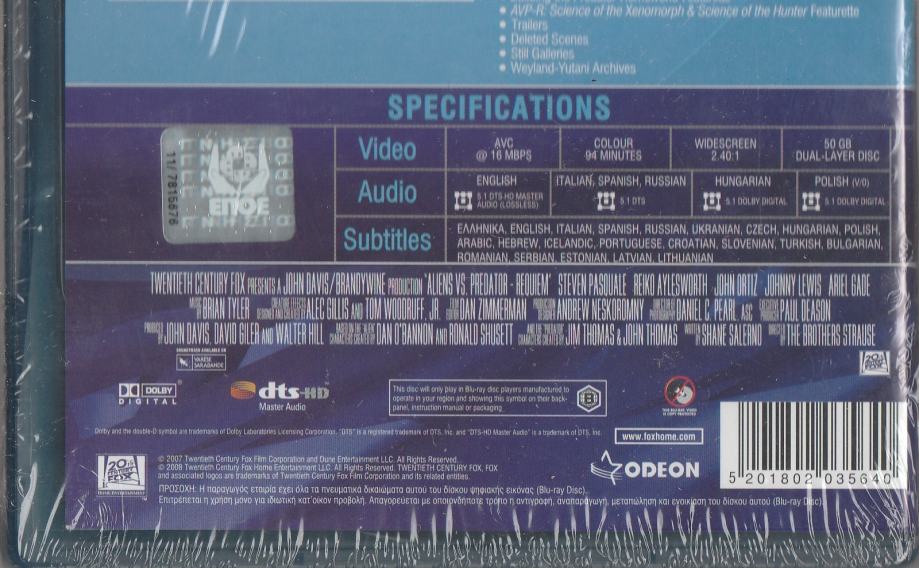 • AVP-R: Science of the Xenomorph & Science of the Hunter Featurette
• Trailers
• Deleted Scenes
• Still Galleries
• Weyland-Yutani Archives
SPECIFICATIONS
Video
AVC
@ 16 MBPS
COLOUR
94 MINUTES
WIDESCREEN
2.40:1
50 GB
DUAL-LAYER DISC
Audio
ENGLISH
5.1 DTS-HD MASTER
AUDIO (LOSSLESS)
ITALIAN, SPANISH, RUSSIAN
5.1 DTS
HUNGARIAN
5.1 DOLBY DIGITAL
POLISH (V/0)
5.1 DOLBY DIGITAL
Subtitles
ΕΛΛΗΝΙΚΑ, ENGLISH, ITALIAN, SPANISH, RUSSIAN, UKRANIAN, CZECH, HUNGARIAN, POLISH,
ARABIC, HEBREW, ICELANDIC, PORTUGUESE, CROATIAN, SLOVENIAN, TURKISH, BULGARIAN,
ROMANIAN, SERBIAN, ESTONIAN, LATVIAN, LITHUANIAN
ΕΠΟΕ
TWENTIETH CENTURY FOX PRESENTS A JOHN DAVIS/BRANDYWINE PRODUCTION "ALIENS VS. PREDATOR - REQUIEM" STEVEN PASQUALE REIKO AYLESWORTH JOHN ORTIZ JOHNNY LEWIS ARIEL GADE
BRIAN TYLER ALEC GILLIS AND TOM WOODRUFF, JR. DAN ZIMMERMAN ANDREW NESKOROMNY DANIEL C. PEARL ASC PAUL DEASON
JOHN DAVIS, DAVID GILER AND WALTER HILL DAN O'BANNON AND RONALD SHUSETT JIM THOMAS & JOHN THOMAS SHANE SALERNO THE BROTHERS STRAUSE
SOUNDTRACK AVAILABLE ON
VARÈSE
SARABANDE
DOLBY
DIGITAL
dts-HD
Master Audio
This disc will only play in Blu-ray disc players manufactured to
operate in your region and showing this symbol on their back-
panel, instruction manual or packaging
B
THIS BLU-RAY VIDEO
IS COPY PROTECTED
Dolby and the double-D symbol are trademarks of Dolby Laboratories Licensing Corporation. "DTS" is a registered trademark of DTS, Inc. and "DTS-HD Master Audio" is a trademark of DTS, Inc.
www.foxhome.com
ODEON
5 201802 035640
© 2007 Twentieth Century Fox Film Corporation and Dune Entertainment LLC. All Rights Reserved.
© 2008 Twentieth Century Fox Home Entertainment LLC. All Rights Reserved. TWENTIETH CENTURY FOX, FOX
and associated logos are trademarks of Twentieth Century Fox Film Corporation and its related entities.
ΠΡΟΣΟΧΗ: Η παραγωγός εταιρία έχει όλα τα πνευματικά δικαιώματα αυτού του δίσκου ψηφιακής εικόνας (Blu-ray Disc).
Επιτρέπεται η χρήση μόνο για ιδιωτική κατ΄οίκον προβολή. Απαγορεύεται με οποιονδήποτε τρόπο η αντιγραφή, αναπαραγωγή, μεταπώληση και ενοικίαση του δίσκου αυτού (Blu-ray Disc).